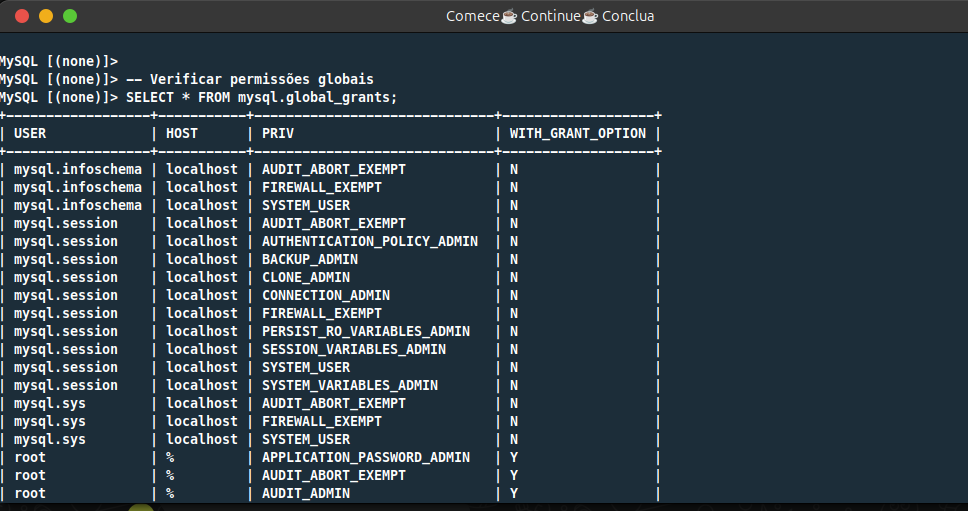 Comece☕ Continue☕ Conclua
MySQL [(none)]>
MySQL [(none)]> -- Verificar permissões globais
MySQL [(none)]> SELECT * FROM mysql.global_grants;
+------------------+-----------+------------------------------+-------------------+
| USER             | HOST      | PRIV                         | WITH_GRANT_OPTION |
+------------------+-----------+------------------------------+-------------------+
| mysql.infoschema | localhost | AUDIT_ABORT_EXEMPT           | N                 |
| mysql.infoschema | localhost | FIREWALL_EXEMPT              | N                 |
| mysql.infoschema | localhost | SYSTEM_USER                  | N                 |
| mysql.session    | localhost | AUDIT_ABORT_EXEMPT           | N                 |
| mysql.session    | localhost | AUTHENTICATION_POLICY_ADMIN  | N                 |
| mysql.session    | localhost | BACKUP_ADMIN                 | N                 |
| mysql.session    | localhost | CLONE_ADMIN                  | N                 |
| mysql.session    | localhost | CONNECTION_ADMIN             | N                 |
| mysql.session    | localhost | FIREWALL_EXEMPT              | N                 |
| mysql.session    | localhost | PERSIST_RO_VARIABLES_ADMIN   | N                 |
| mysql.session    | localhost | SESSION_VARIABLES_ADMIN      | N                 |
| mysql.session    | localhost | SYSTEM_USER                  | N                 |
| mysql.session    | localhost | SYSTEM_VARIABLES_ADMIN       | N                 |
| mysql.sys        | localhost | AUDIT_ABORT_EXEMPT           | N                 |
| mysql.sys        | localhost | FIREWALL_EXEMPT              | N                 |
| mysql.sys        | localhost | SYSTEM_USER                  | N                 |
| root             | %         | APPLICATION_PASSWORD_ADMIN   | Y                 |
| root             | %         | AUDIT_ABORT_EXEMPT           | Y                 |
| root             | %         | AUDIT_ADMIN                  | Y                 |